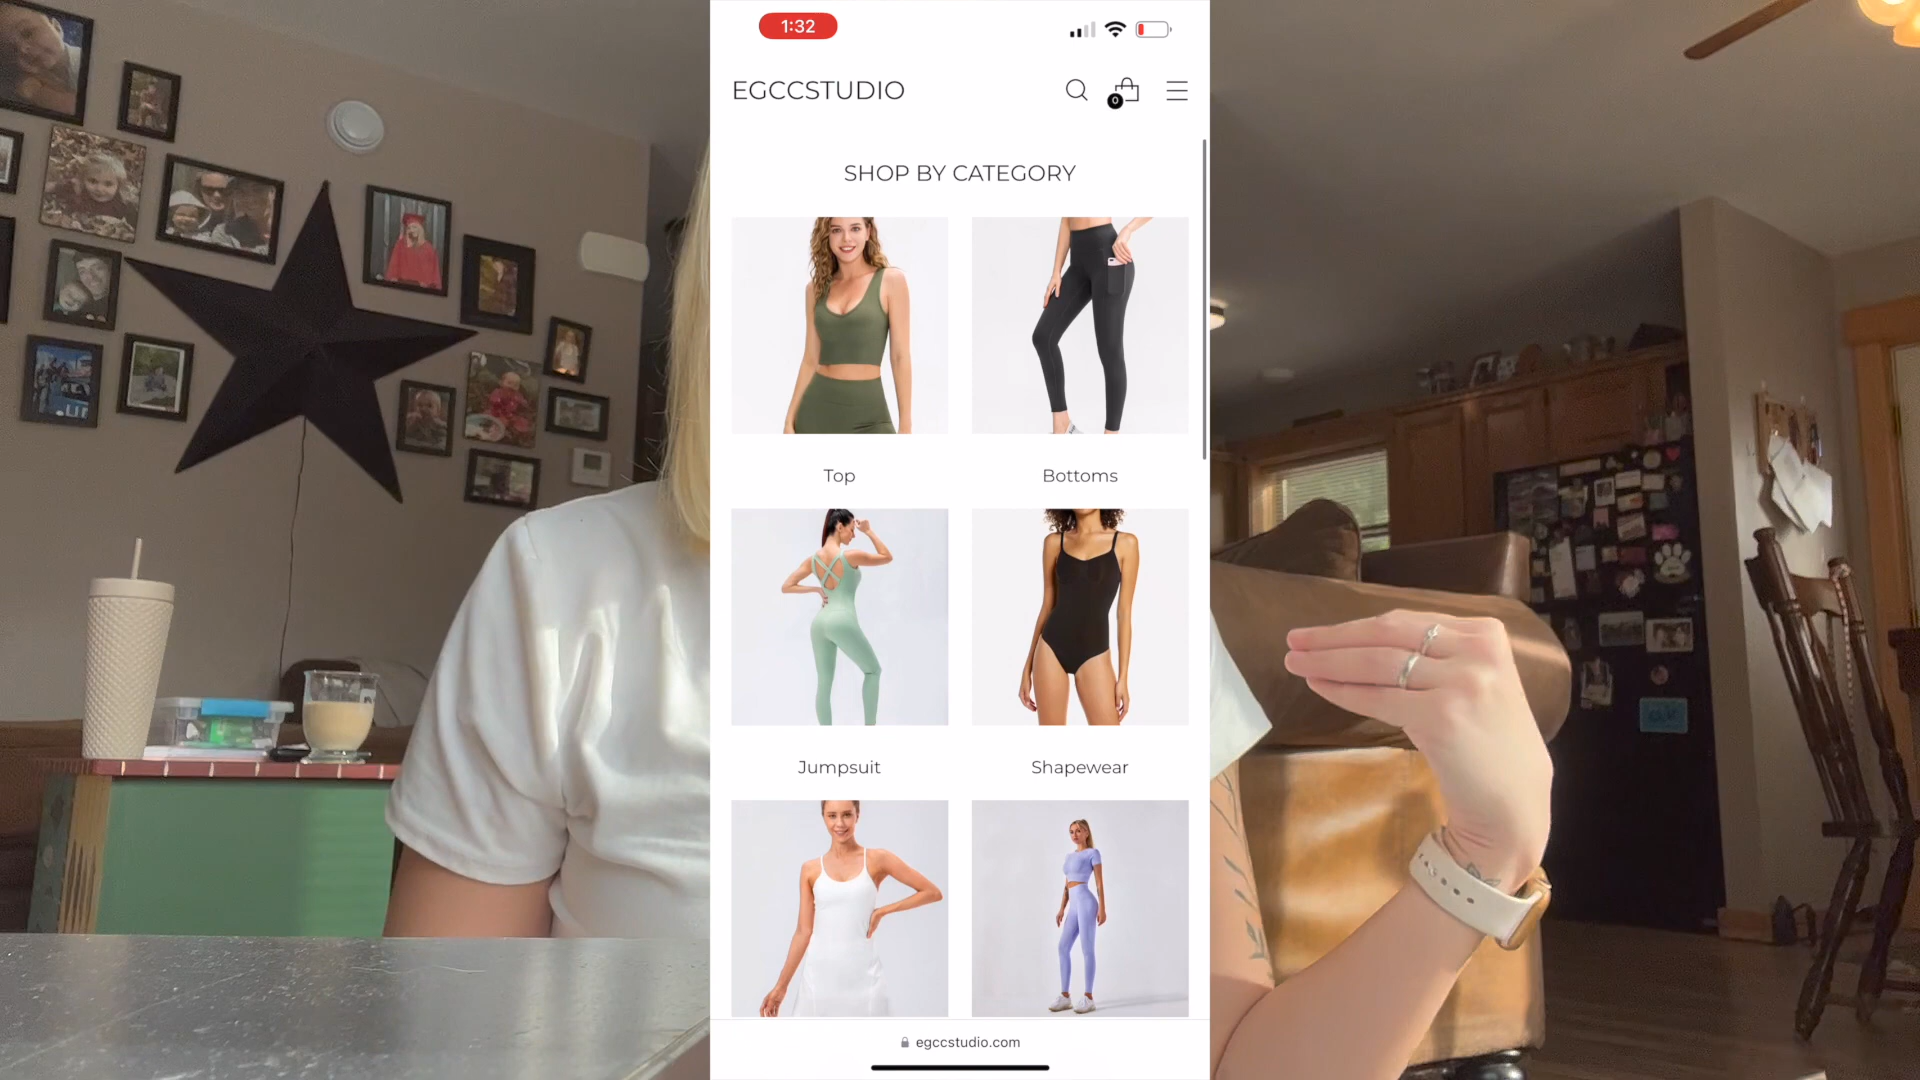 1:32
EGCCSTUDIO
0
SHOP BY CATEGORY
Top
Bottoms
Jumpsuit
Shapewear
egccstudio.com